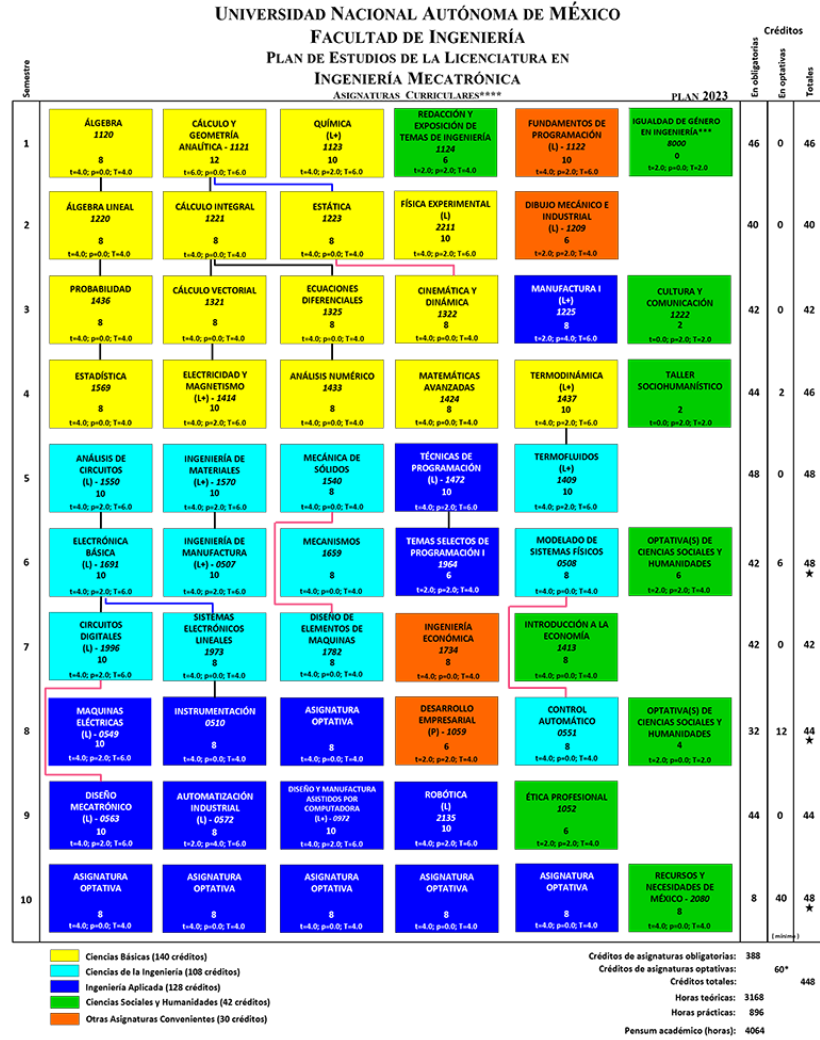 UNIVERSIDAD NACIONAL AUTÓNOMA DE MÉXICO
FACULTAD DE INGENIERÍA
PLAN DE ESTUDIOS DE LA LICENCIATURA EN
INGENIERÍA MECATRÓNICA
ASIGNATURAS CURRICULARES****
PLAN 2023
Créditos
Semestre
En obligatorias
En optativas
Totales
1
ÁLGEBRA
1120
8
t=4.0; p=0.0; T=4.0
CÁLCULO Y
GEOMETRÍA
ANALÍTICA - 1121
12
t=6.0; p=0.0; T=6.0
QUÍMICA
(L+)
1123
10
t=4.0; p=2.0; T=6.0
REDACCIÓN Y
EXPOSICIÓN DE
TEMAS DE INGENIERÍA
1124
6
t=2.0; p=2.0; T=4.0
FUNDAMENTOS DE
PROGRAMACIÓN
(L) - 1122
10
t=4.0; p=2.0; T=6.0
IGUALDAD DE GÉNERO
EN INGENIERÍA***
8000
0
t=2.0; p=0.0; T=2.0
46
0
46
2
ÁLGEBRA LINEAL
1220
8
t=4.0; p=0.0; T=4.0
CÁLCULO INTEGRAL
1221
8
t=4.0; p=0.0; T=4.0
ESTÁTICA
1223
8
t=4.0; p=0.0; T=4.0
FÍSICA EXPERIMENTAL
(L)
2211
10
t=4.0; p=2.0; T=6.0
DIBUJO MECÁNICO E
INDUSTRIAL
(L) - 1209
6
t=2.0; p=2.0; T=4.0
40
0
40
3
PROBABILIDAD
1436
8
t=4.0; p=0.0; T=4.0
CÁLCULO VECTORIAL
1321
8
t=4.0; p=0.0; T=4.0
ECUACIONES
DIFERENCIALES
1325
8
t=4.0; p=0.0; T=4.0
CINEMÁTICA Y
DINÁMICA
1322
8
t=4.0; p=0.0; T=4.0
MANUFACTURA I
(L+)
1225
8
t=2.0; p=4.0; T=6.0
CULTURA Y
COMUNICACIÓN
1222
2
t=0.0; p=2.0; T=2.0
42
0
42
4
ESTADÍSTICA
1569
8
t=4.0; p=0.0; T=4.0
ELECTRICIDAD Y
MAGNETISMO
(L+) - 1414
10
t=4.0; p=2.0; T=6.0
ANÁLISIS NUMÉRICO
1433
8
t=4.0; p=0.0; T=4.0
MATEMÁTICAS
AVANZADAS
1424
8
t=4.0; p=0.0; T=4.0
TERMODINÁMICA
(L+)
1437
10
t=4.0; p=2.0; T=6.0
TALLER
SOCIOHUMANÍSTICO
2
t=0.0; p=2.0; T=2.0
44
2
46
5
ANÁLISIS DE
CIRCUITOS
(L) - 1550
10
t=4.0; p=2.0; T=6.0
INGENIERÍA DE
MATERIALES
(L+) - 1570
10
t=4.0; p=2.0; T=6.0
MECÁNICA DE
SÓLIDOS
1540
8
t=4.0; p=0.0; T=4.0
TÉCNICAS DE
PROGRAMACIÓN
(L) - 1472
10
t=4.0; p=2.0; T=6.0
TERMOFLUIDOS
(L+)
1409
10
t=4.0; p=2.0; T=6.0
48
0
48
6
ELECTRÓNICA
BÁSICA
(L) - 1691
10
t=4.0; p=2.0; T=6.0
INGENIERÍA DE
MANUFACTURA
(L+) - 0507
10
t=4.0; p=2.0; T=6.0
MECANISMOS
1659
8
t=4.0; p=0.0; T=4.0
TEMAS SELECTOS DE
PROGRAMACIÓN I
1964
6
t=2.0; p=2.0; T=4.0
MODELADO DE
SISTEMAS FÍSICOS
0508
8
t=4.0; p=0.0; T=4.0
OPTATIVA(S) DE
CIENCIAS SOCIALES Y
HUMANIDADES
6
t=2.0; p=2.0; T=4.0
42
6
48
★
7
CIRCUITOS
DIGITALES
(L) - 1996
10
t=4.0; p=2.0; T=6.0
SISTEMAS
ELECTRÓNICOS
LINEALES
1973
8
t=4.0; p=0.0; T=4.0
DISEÑO DE
ELEMENTOS DE
MAQUINAS
1782
8
t=4.0; p=0.0; T=4.0
INGENIERÍA
ECONÓMICA
1734
8
t=4.0; p=0.0; T=4.0
INTRODUCCIÓN A LA
ECONOMÍA
1413
8
t=4.0; p=0.0; T=4.0
42
0
42
8
MAQUINAS
ELÉCTRICAS
(L) - 0549
10
t=4.0; p=2.0; T=6.0
INSTRUMENTACIÓN
0510
8
t=4.0; p=0.0; T=4.0
ASIGNATURA
OPTATIVA
8
t=4.0; p=0.0; T=4.0
DESARROLLO
EMPRESARIAL
(P) - 1059
6
t=2.0; p=2.0; T=4.0
CONTROL
AUTOMÁTICO
0551
8
t=4.0; p=0.0; T=4.0
OPTATIVA(S) DE
CIENCIAS SOCIALES Y
HUMANIDADES
4
t=2.0; p=0.0; T=2.0
32
12
44
★
9
DISEÑO
MECATRÓNICO
(L) - 0563
10
t=4.0; p=2.0; T=6.0
AUTOMATIZACIÓN
INDUSTRIAL
(L) - 0572
8
t=2.0; p=4.0; T=6.0
DISEÑO Y MANUFACTURA
ASISTIDOS POR
COMPUTADORA
(L+) - 0972
10
t=4.0; p=2.0; T=6.0
ROBÓTICA
(L)
2135
10
t=4.0; p=2.0; T=6.0
ÉTICA PROFESIONAL
1052
6
t=2.0; p=2.0; T=4.0
44
0
44
10
ASIGNATURA
OPTATIVA
8
t=4.0; p=0.0; T=4.0
ASIGNATURA
OPTATIVA
8
t=4.0; p=0.0; T=4.0
ASIGNATURA
OPTATIVA
8
t=4.0; p=0.0; T=4.0
ASIGNATURA
OPTATIVA
8
t=4.0; p=0.0; T=4.0
ASIGNATURA
OPTATIVA
8
t=4.0; p=0.0; T=4.0
RECURSOS Y
NECESIDADES DE
MÉXICO - 2080
8
t=4.0; p=0.0; T=4.0
8
40
48
★
(mínimo)
Ciencias Básicas (140 créditos)
Ciencias de la Ingeniería (108 créditos)
Ingeniería Aplicada (128 créditos)
Ciencias Sociales y Humanidades (42 créditos)
Otras Asignaturas Convenientes (30 créditos)
Créditos de asignaturas obligatorias: 388
Créditos de asignaturas optativas: 60*
Créditos totales: 448
Horas teóricas: 3168
Horas prácticas: 896
Pensum académico (horas): 4064